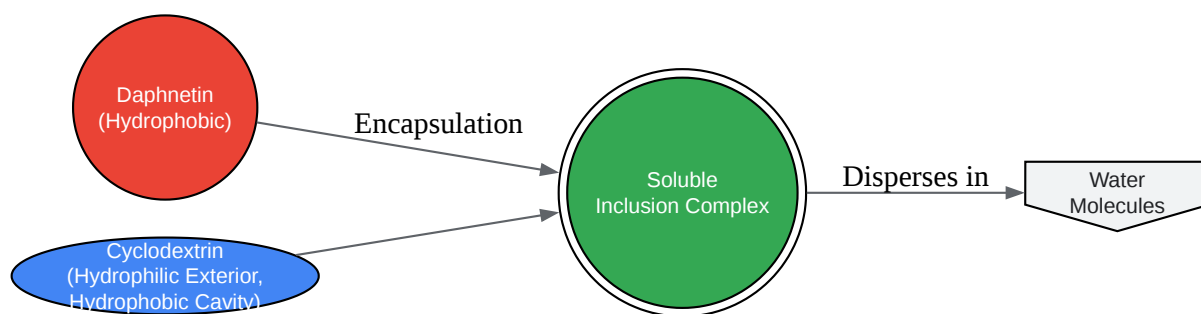 Daphnetin
(Hydrophobic)
Encapsulation
Cyclodextrin
(Hydrophilic Exterior,
Hydrophobic Cavity)
Soluble
Inclusion Complex
Disperses in
Water
Molecules